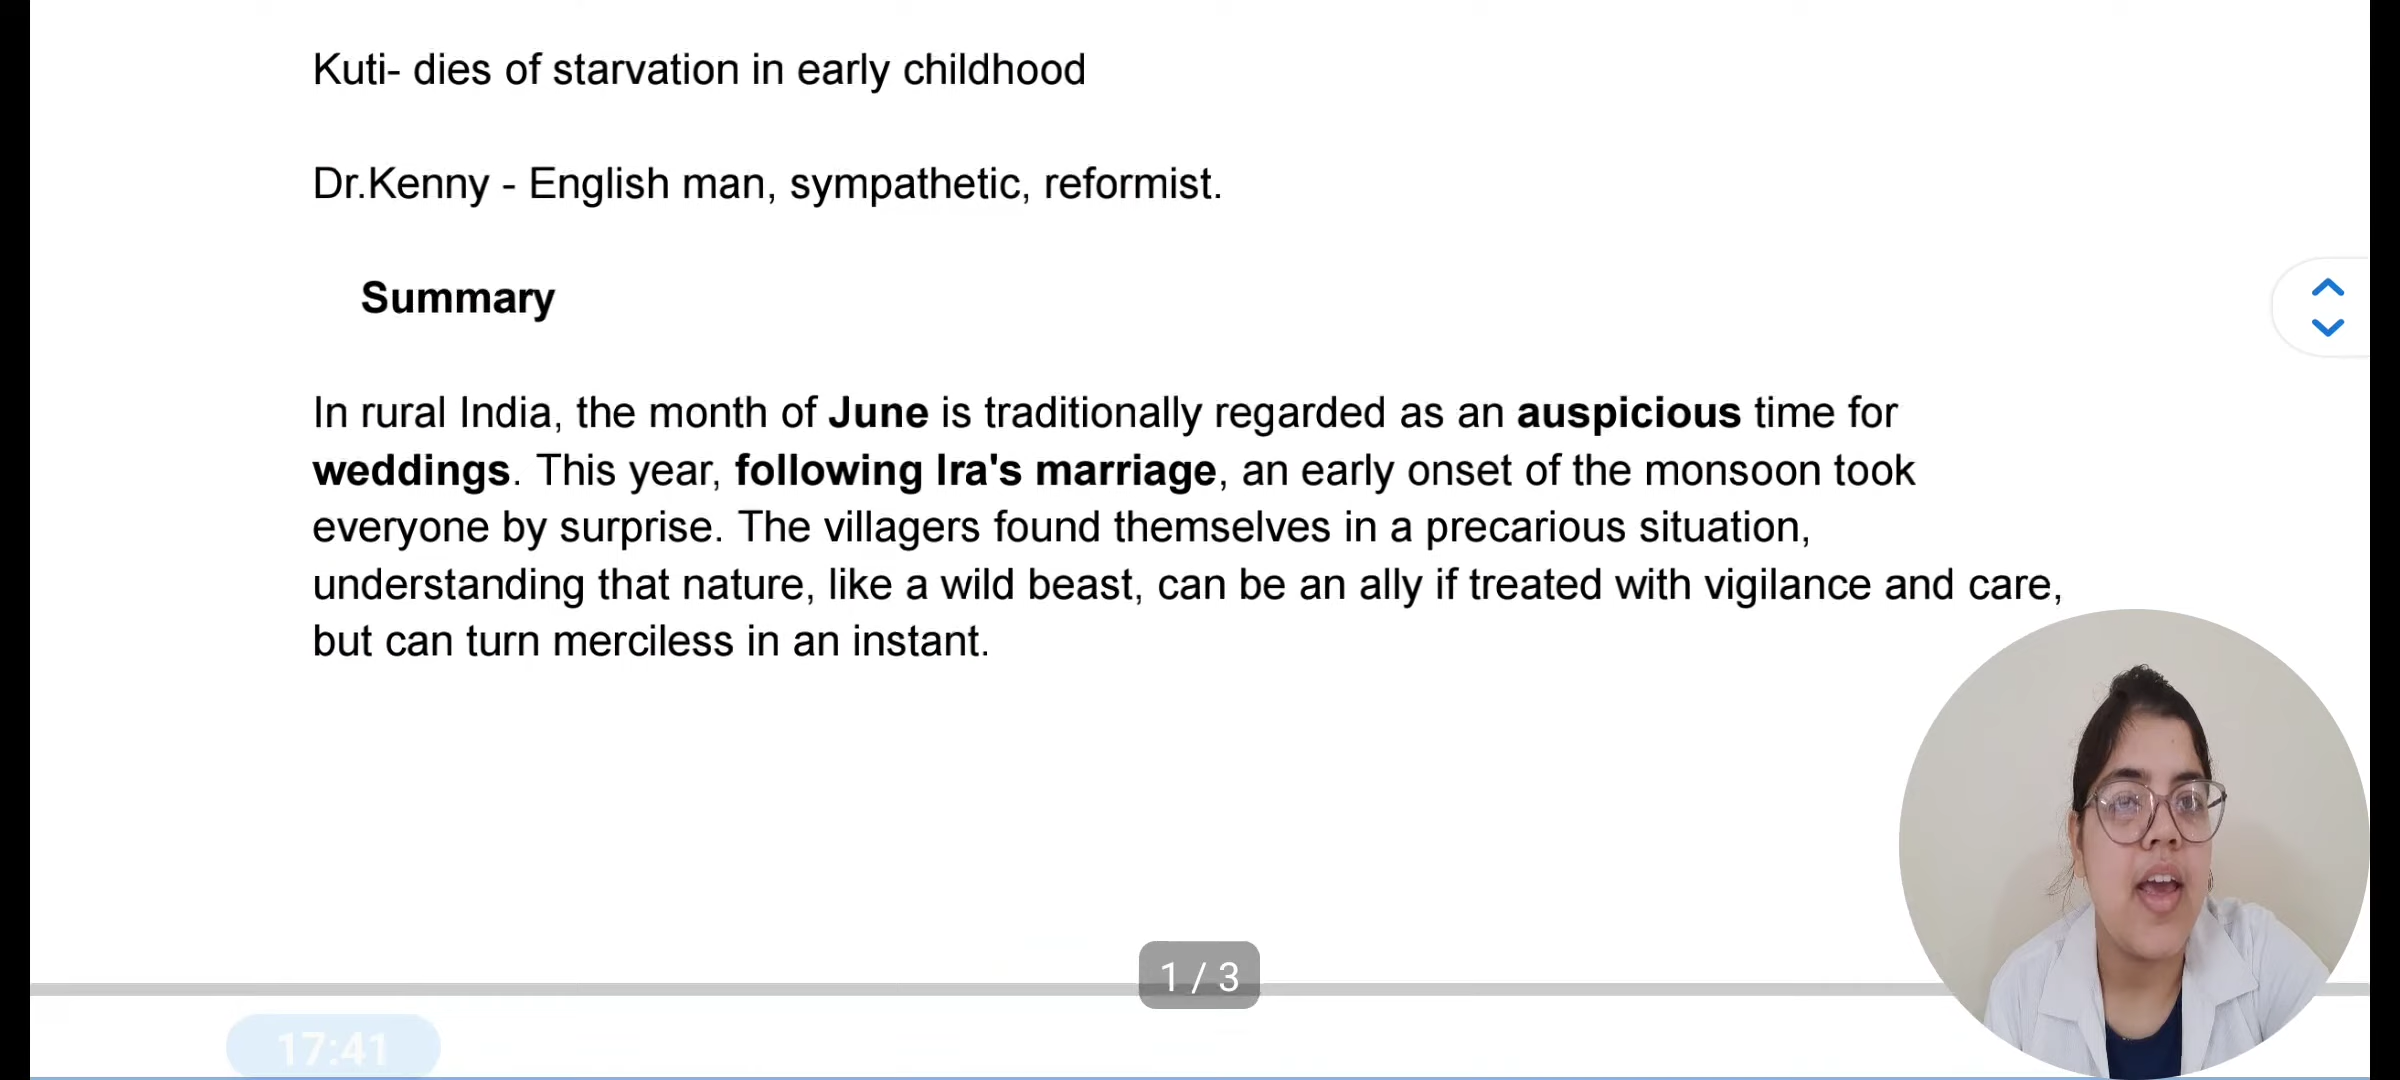 Kuti- dies of starvation in early childhood
Dr.Kenny - English man, sympathetic, reformist.
Summary
In rural India, the month of June is traditionally regarded as an auspicious time for
weddings. This year, following Ira's marriage, an early onset of the monsoon took
everyone by surprise. The villagers found themselves in a precarious situation,
understanding that nature, like a wild beast, can be an ally if treated with vigilance and care,
but can turn merciless in an instant.
1 / 3
17:41